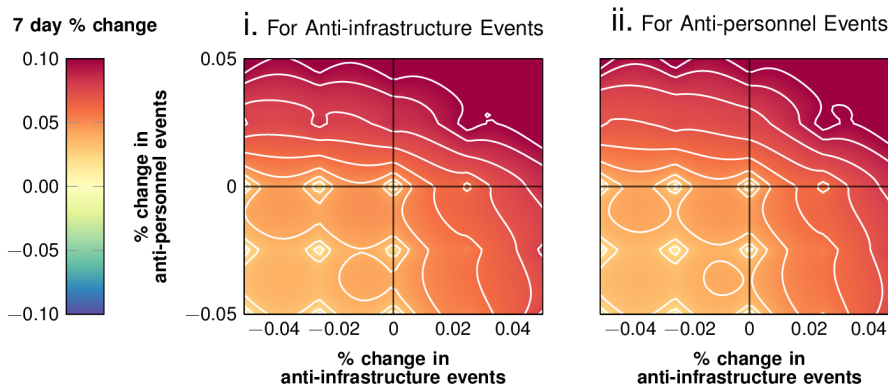 7 day % change
i. For Anti-infrastructure Events
ii. For Anti-personnel Events
0.10
0.05
0.00
−0.05
−0.10
% change in
anti-personnel events
0.05
0
−0.05
−0.04 −0.02 0 0.02 0.04
−0.04 −0.02 0 0.02 0.04
% change in
anti-infrastructure events
% change in
anti-infrastructure events